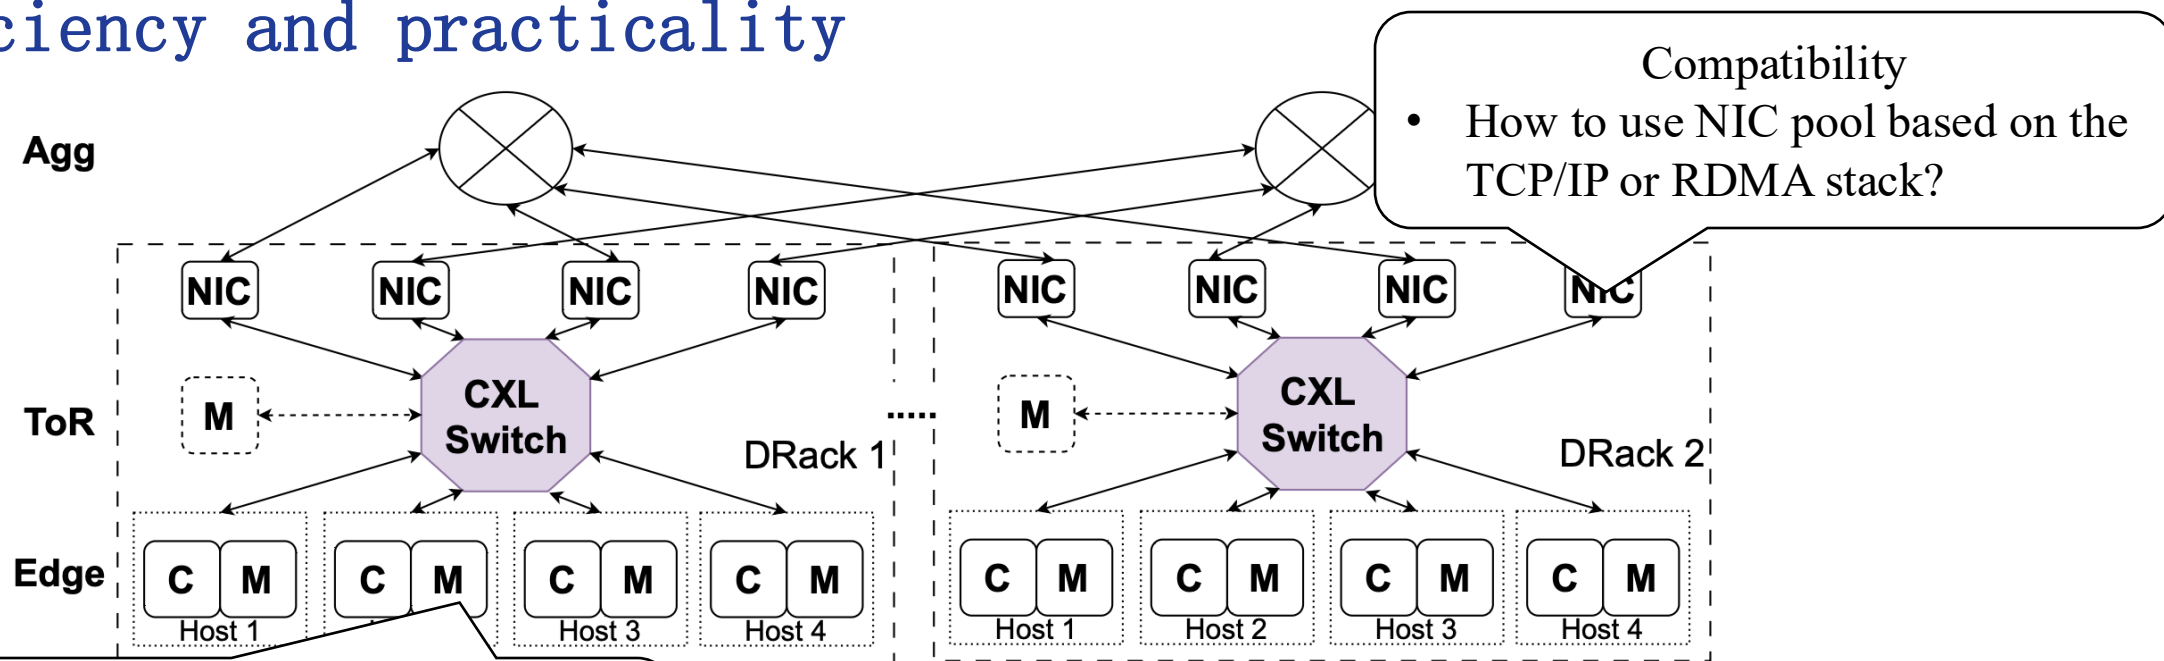 ciency and practicality
Compatibility
• How to use NIC pool based on the
TCP/IP or RDMA stack?
Agg
NIC NIC NIC NIC NIC NIC NIC NIC
ToR
M
CXL
Switch
DRack 1
.....
M
CXL
Switch
DRack 2
Edge
C M C M C M C M C M C M C M C M
Host 1 Host 3 Host 4 Host 1 Host 2 Host 3 Host 4